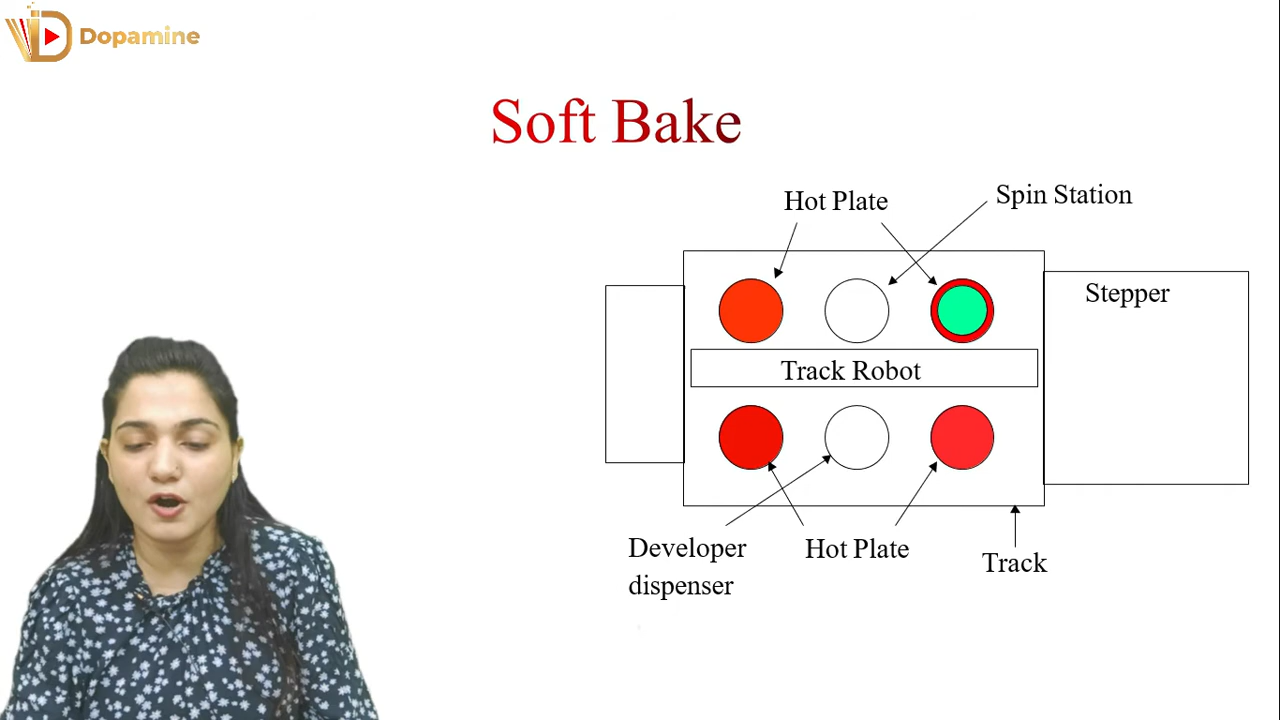 Dopamine
Soft Bake
Hot Plate
Spin Station
Stepper
Track Robot
Developer
dispenser
Hot Plate
Track